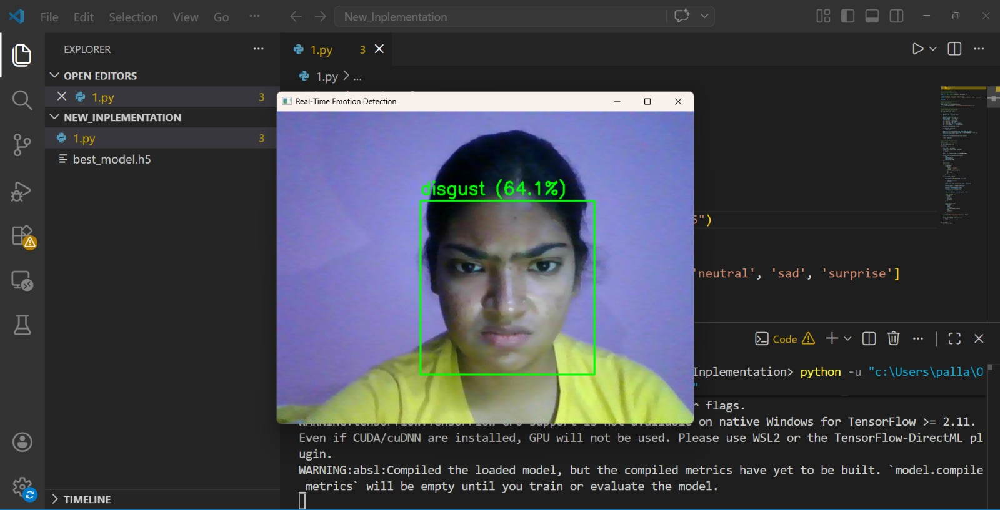 File Edit Selection View Go ···
New_Inplementation
EXPLORER
OPEN EDITORS
1.py 3
NEW_INPLEMENTATION
1.py 3
best_model.h5
TIMELINE
1.py 3
1.py > ...
Real-Time Emotion Detection
disgust (64.1%)
")
'neutral', 'sad', 'surprise']
Code
Inplementation> python -u "c:\Users\palla\O
"
r flags.
on native Windows for TensorFlow >= 2.11.
Even if CUDA/cuDNN are installed, GPU will not be used. Please use WSL2 or the TensorFlow-DirectML pl
ugin.
WARNING:absl:Compiled the loaded model, but the compiled metrics have yet to be built. `model.compile
_metrics` will be empty until you train or evaluate the model.